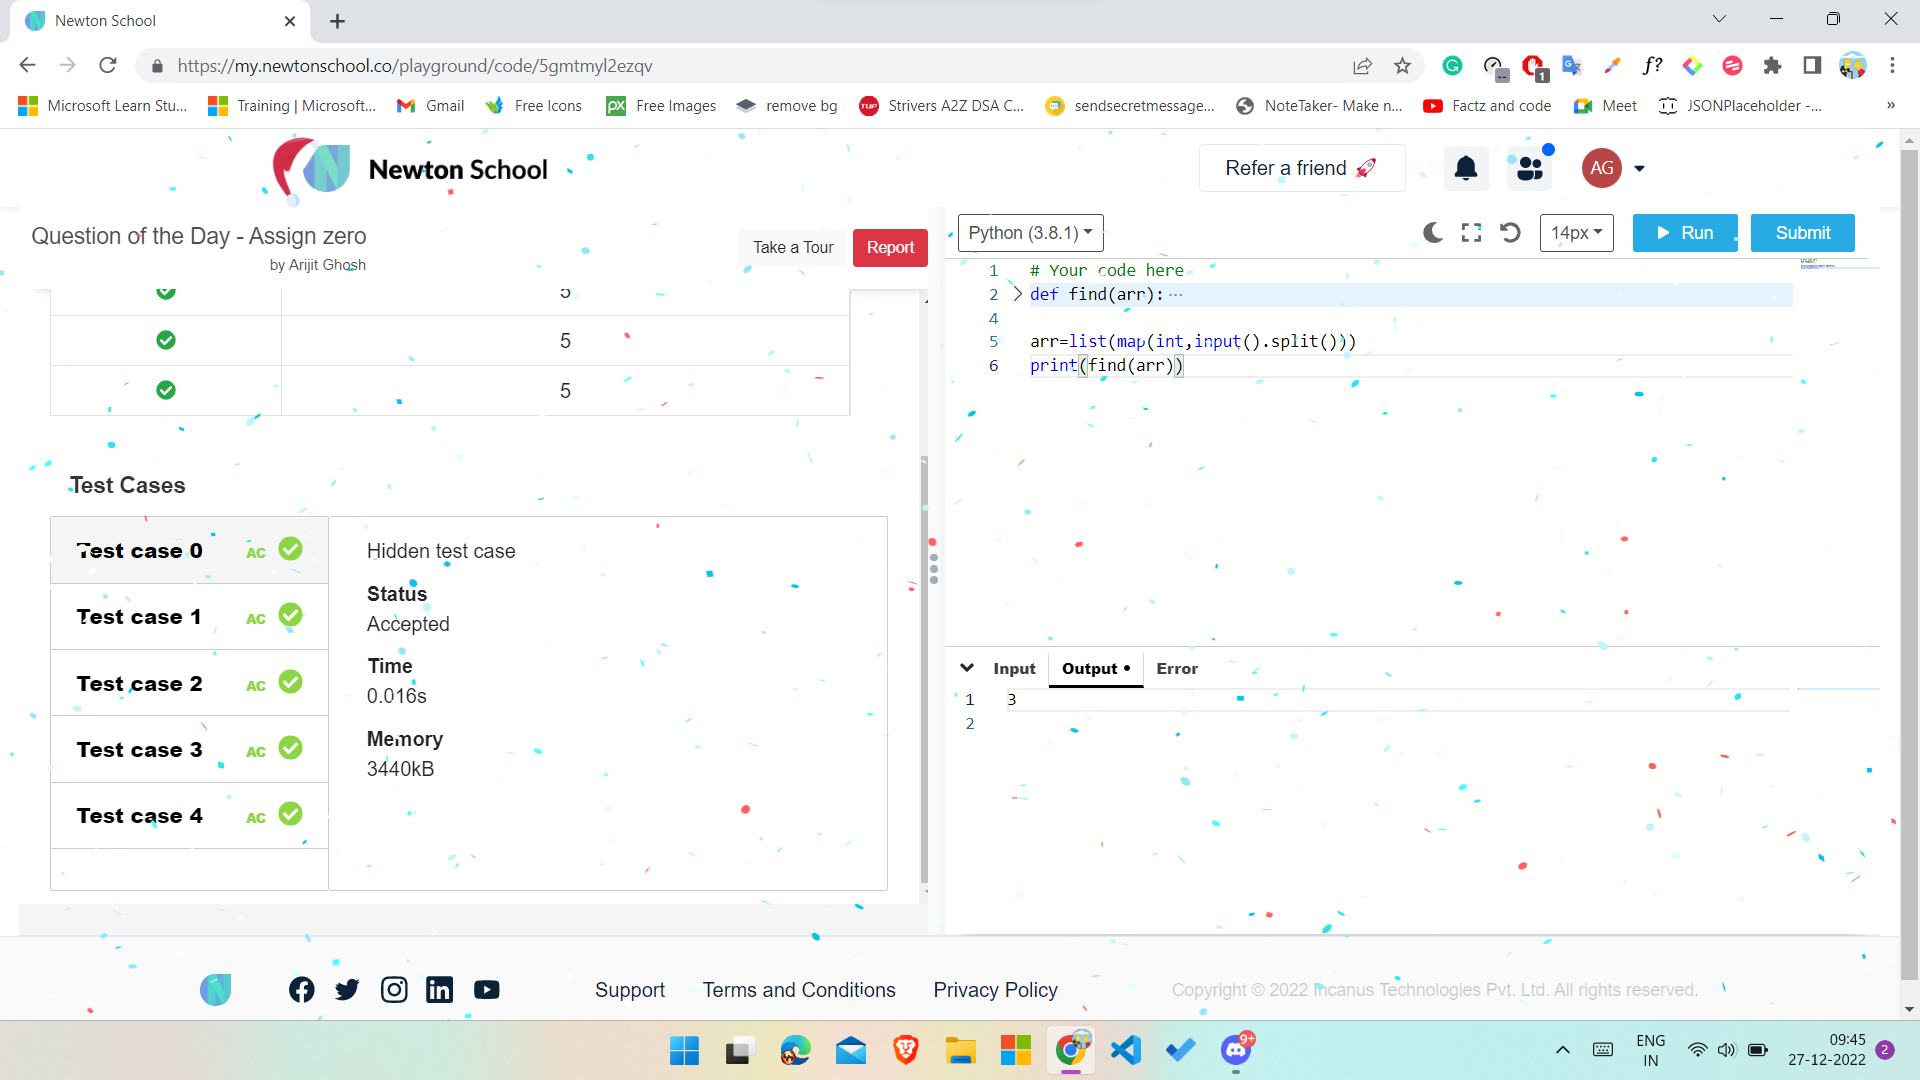 Newton School
https://my.newtonschool.co/playground/code/5gmtmyl2ezqv
1
f?
Microsoft Learn Stu...
Training | Microsoft...
Gmail
Free Icons
PX
Free Images
remove bg
TUF
Strivers A2Z DSA C...
sendsecretmessage...
NoteTaker- Make n...
Factz and code
Meet
JSONPlaceholder -...
»
Newton School
Refer a friend 🚀
AG
Question of the Day - Assign zero
by Arijit Ghosh
Take a Tour
Report
5
5
5
Test Cases
Test case 0 AC
Test case 1 AC
Test case 2 AC
Test case 3 AC
Test case 4 AC
Hidden test case
Status
Accepted
Time
0.016s
Memory
3440kB
Python (3.8.1)
14px
Run
Submit
1 # Your code here
2 def find(arr):···
4
5 arr=list(map(int,input().split()))
6 print(find(arr))
Input
Output •
Error
1 3
2
Support
Terms and Conditions
Privacy Policy
Copyright © 2022 Incanus Technologies Pvt. Ltd. All rights reserved.
9+
ENG
IN
09:45
27-12-2022
2